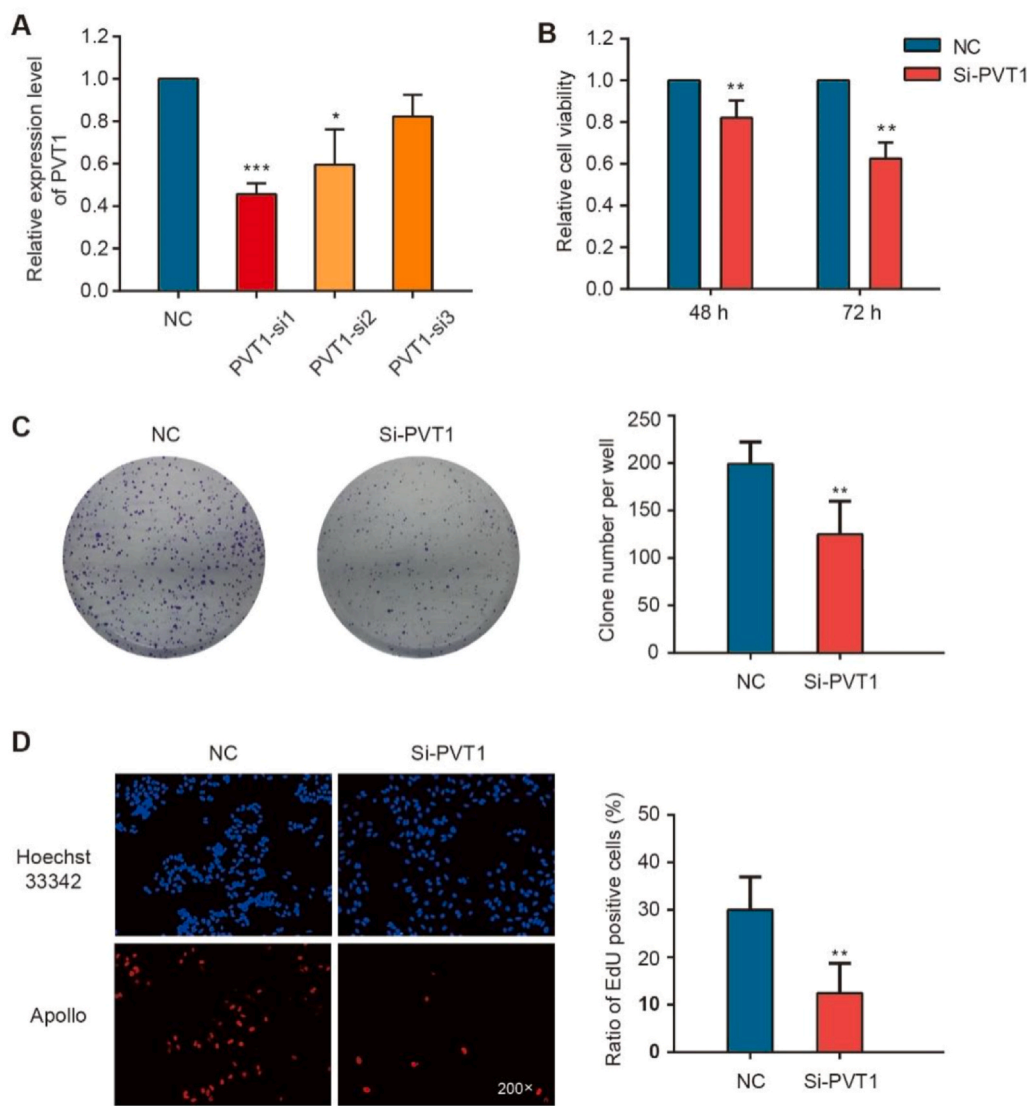 A
Relative expression level
of PVT1
1.2
1.0
0.8
0.6
0.4
0.2
0.0
***
*
NC
PVT1-si1
PVT1-si2
PVT1-si3
B
Relative cell viability
1.2
1.0
0.8
0.6
0.4
0.2
0.0
**
**
48 h
72 h
NC
Si-PVT1
C
NC
Si-PVT1
Clone number per well
250
200
150
100
50
0
**
NC
Si-PVT1
D
NC
Si-PVT1
Hoechst
33342
Apollo
200×
Ratio of EdU positive cells (%)
50
40
30
20
10
0
**
NC
Si-PVT1